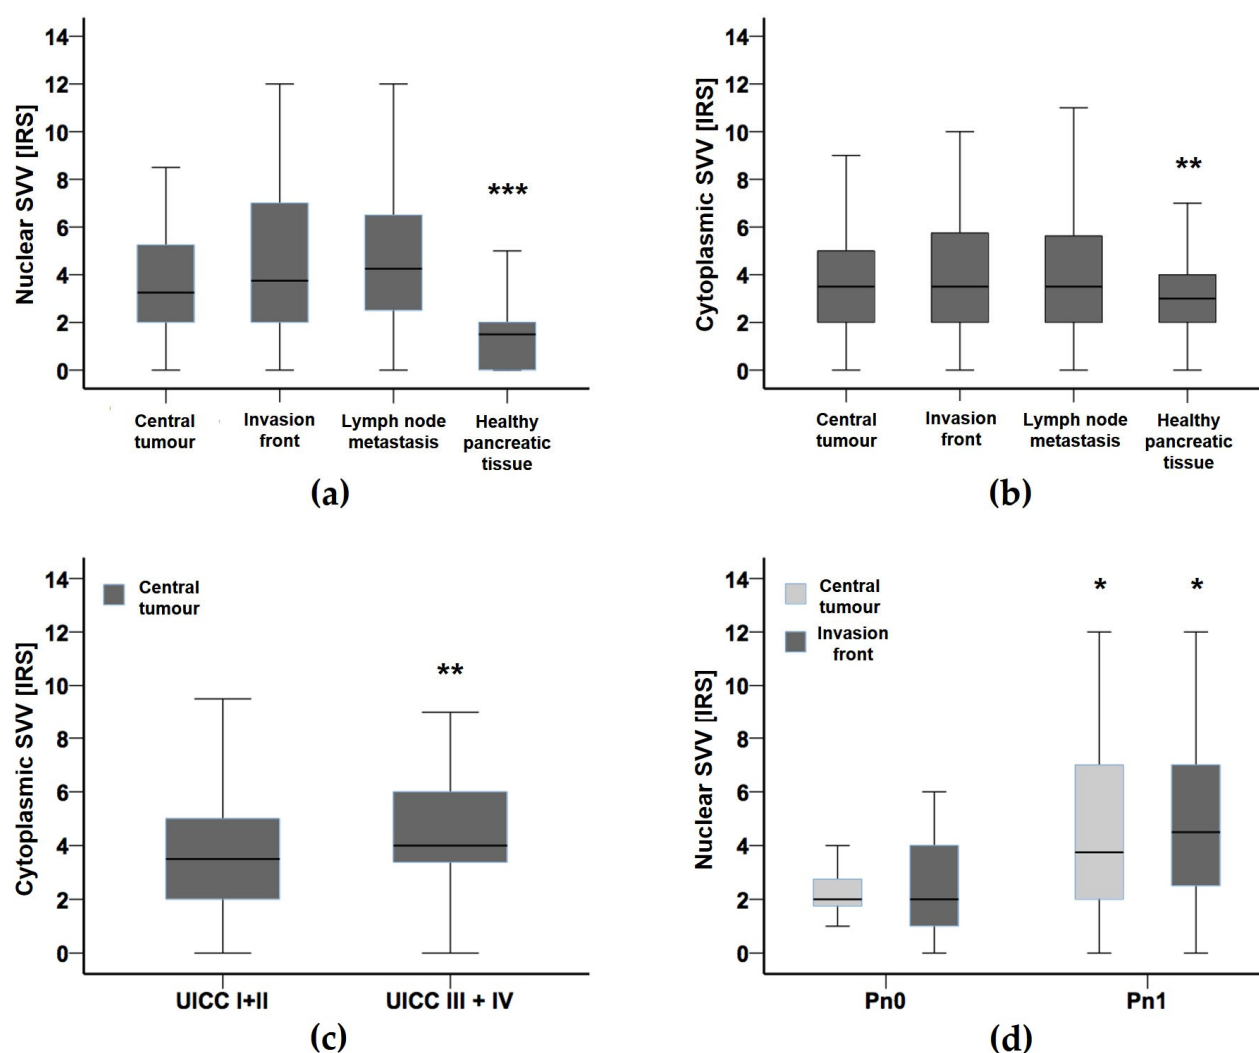 Nuclear SVV [IRS]
14
12
10
8
6
4
2
0
***
Central
tumour
Invasion
front
Lymph node
metastasis
Healthy
pancreatic
tissue
(a)
Cytoplasmic SVV [IRS]
14
12
10
8
6
4
2
0
**
Central
tumour
Invasion
front
Lymph node
metastasis
Healthy
pancreatic
tissue
(b)
Cytoplasmic SVV [IRS]
14
12
10
8
6
4
2
0
Central
tumour
**
UICC I+II
UICC III + IV
(c)
Nuclear SVV [IRS]
14
12
10
8
6
4
2
0
Central
tumour
Invasion
front
*
*
Pn0
Pn1
(d)